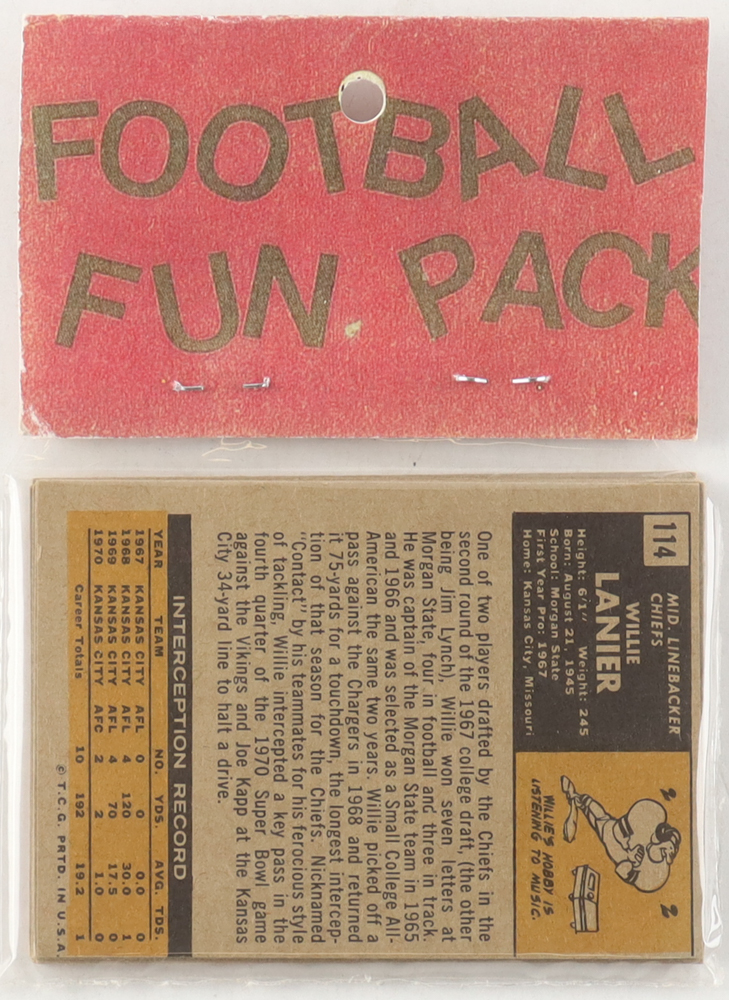 FOOTBALL
FUN PACK
114
MID. LINEBACKER
CHIEFS
WILLIE
LANIER
Height: 6'1" Weight: 245
Born: August 21, 1945
School: Morgan State
First Year Pro: 1967
Home: Kansas City, Missouri
WILLIE'S HOBBY IS
LISTENING TO MUSIC.
One of two players drafted by the Chiefs in the
second round of the 1967 college draft, (the other
being Jim Lynch), Willie won seven letters at
Morgan State, four in football and three in track.
He was captain of the Morgan State team in 1965
and 1966 and was selected as a Small College All-
American the same two years. Willie picked off a
pass against the Chargers in 1968 and returned
it 75-yards for a touchdown, the longest intercep-
tion of that season for the Chiefs. Nicknamed
"Contact" by his teammates for his ferocious style
of tackling, Willie intercepted a key pass in the
fourth quarter of the 1970 Super Bowl game
against the Vikings and Joe Kapp at the Kansas
City 34-yard line to halt a drive.
INTERCEPTION RECORD
YEAR TEAM NO. YDS. AVG. TDS.
1967 KANSAS CITY AFL 0 0 0.0 0
1968 KANSAS CITY AFL 4 120 30.0 1
1969 KANSAS CITY AFL 4 70 17.5 0
1970 KANSAS CITY AFC 2 2 1.0 0
Career Totals 10 192 19.2 1
© T.C.G. PRTD. IN U.S.A.